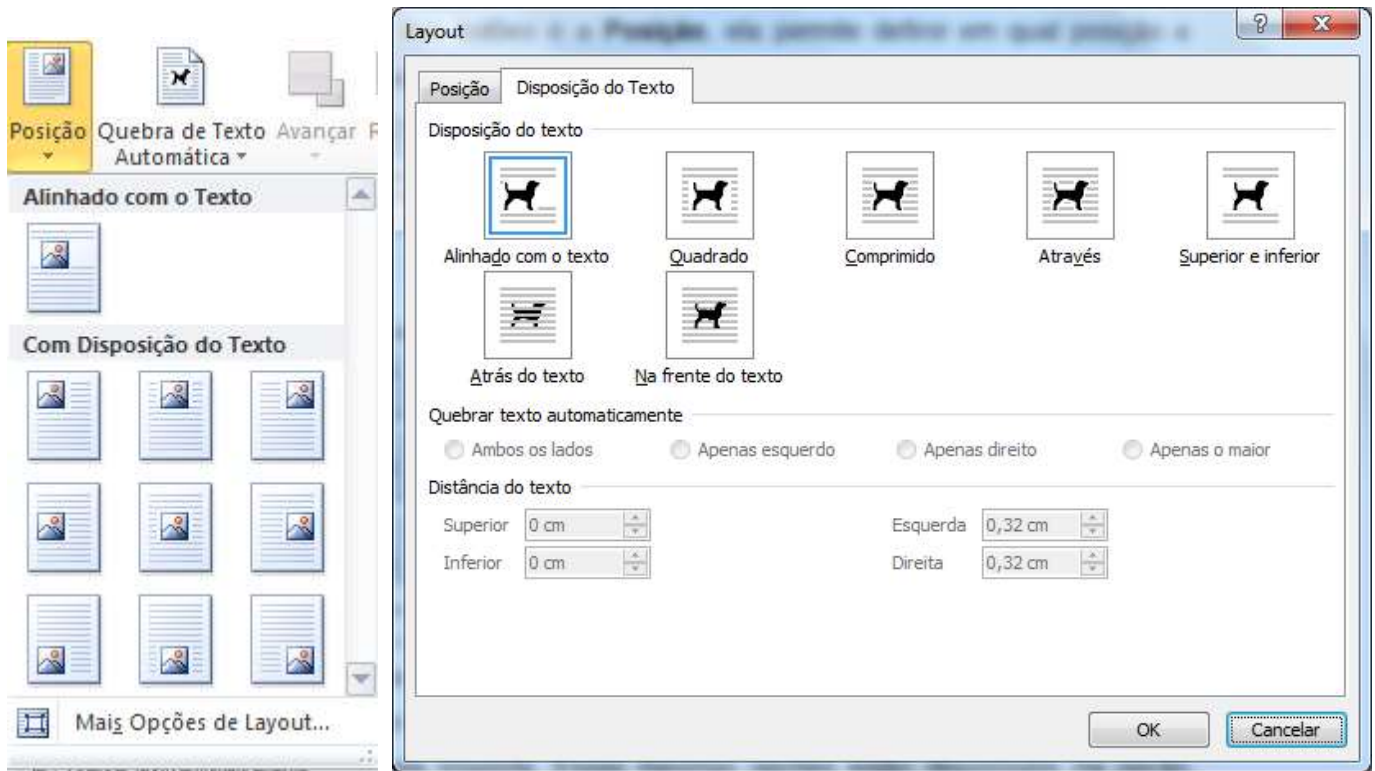 Posição Quebra de Texto Avançar R
Automática
Alinhado com o Texto
Com Disposição do Texto
Mais Opções de Layout...
Layout
Posição Disposição do Texto
Disposição do texto
Alinhado com o texto Quadrado Comprimido Através Superior e inferior
Atrás do texto Na frente do texto
Quebrar texto automaticamente
Ambos os lados Apenas esquerdo Apenas direito Apenas o maior
Distância do texto
Superior 0 cm Esquerda 0,32 cm
Inferior 0 cm Direita 0,32 cm
OK Cancelar